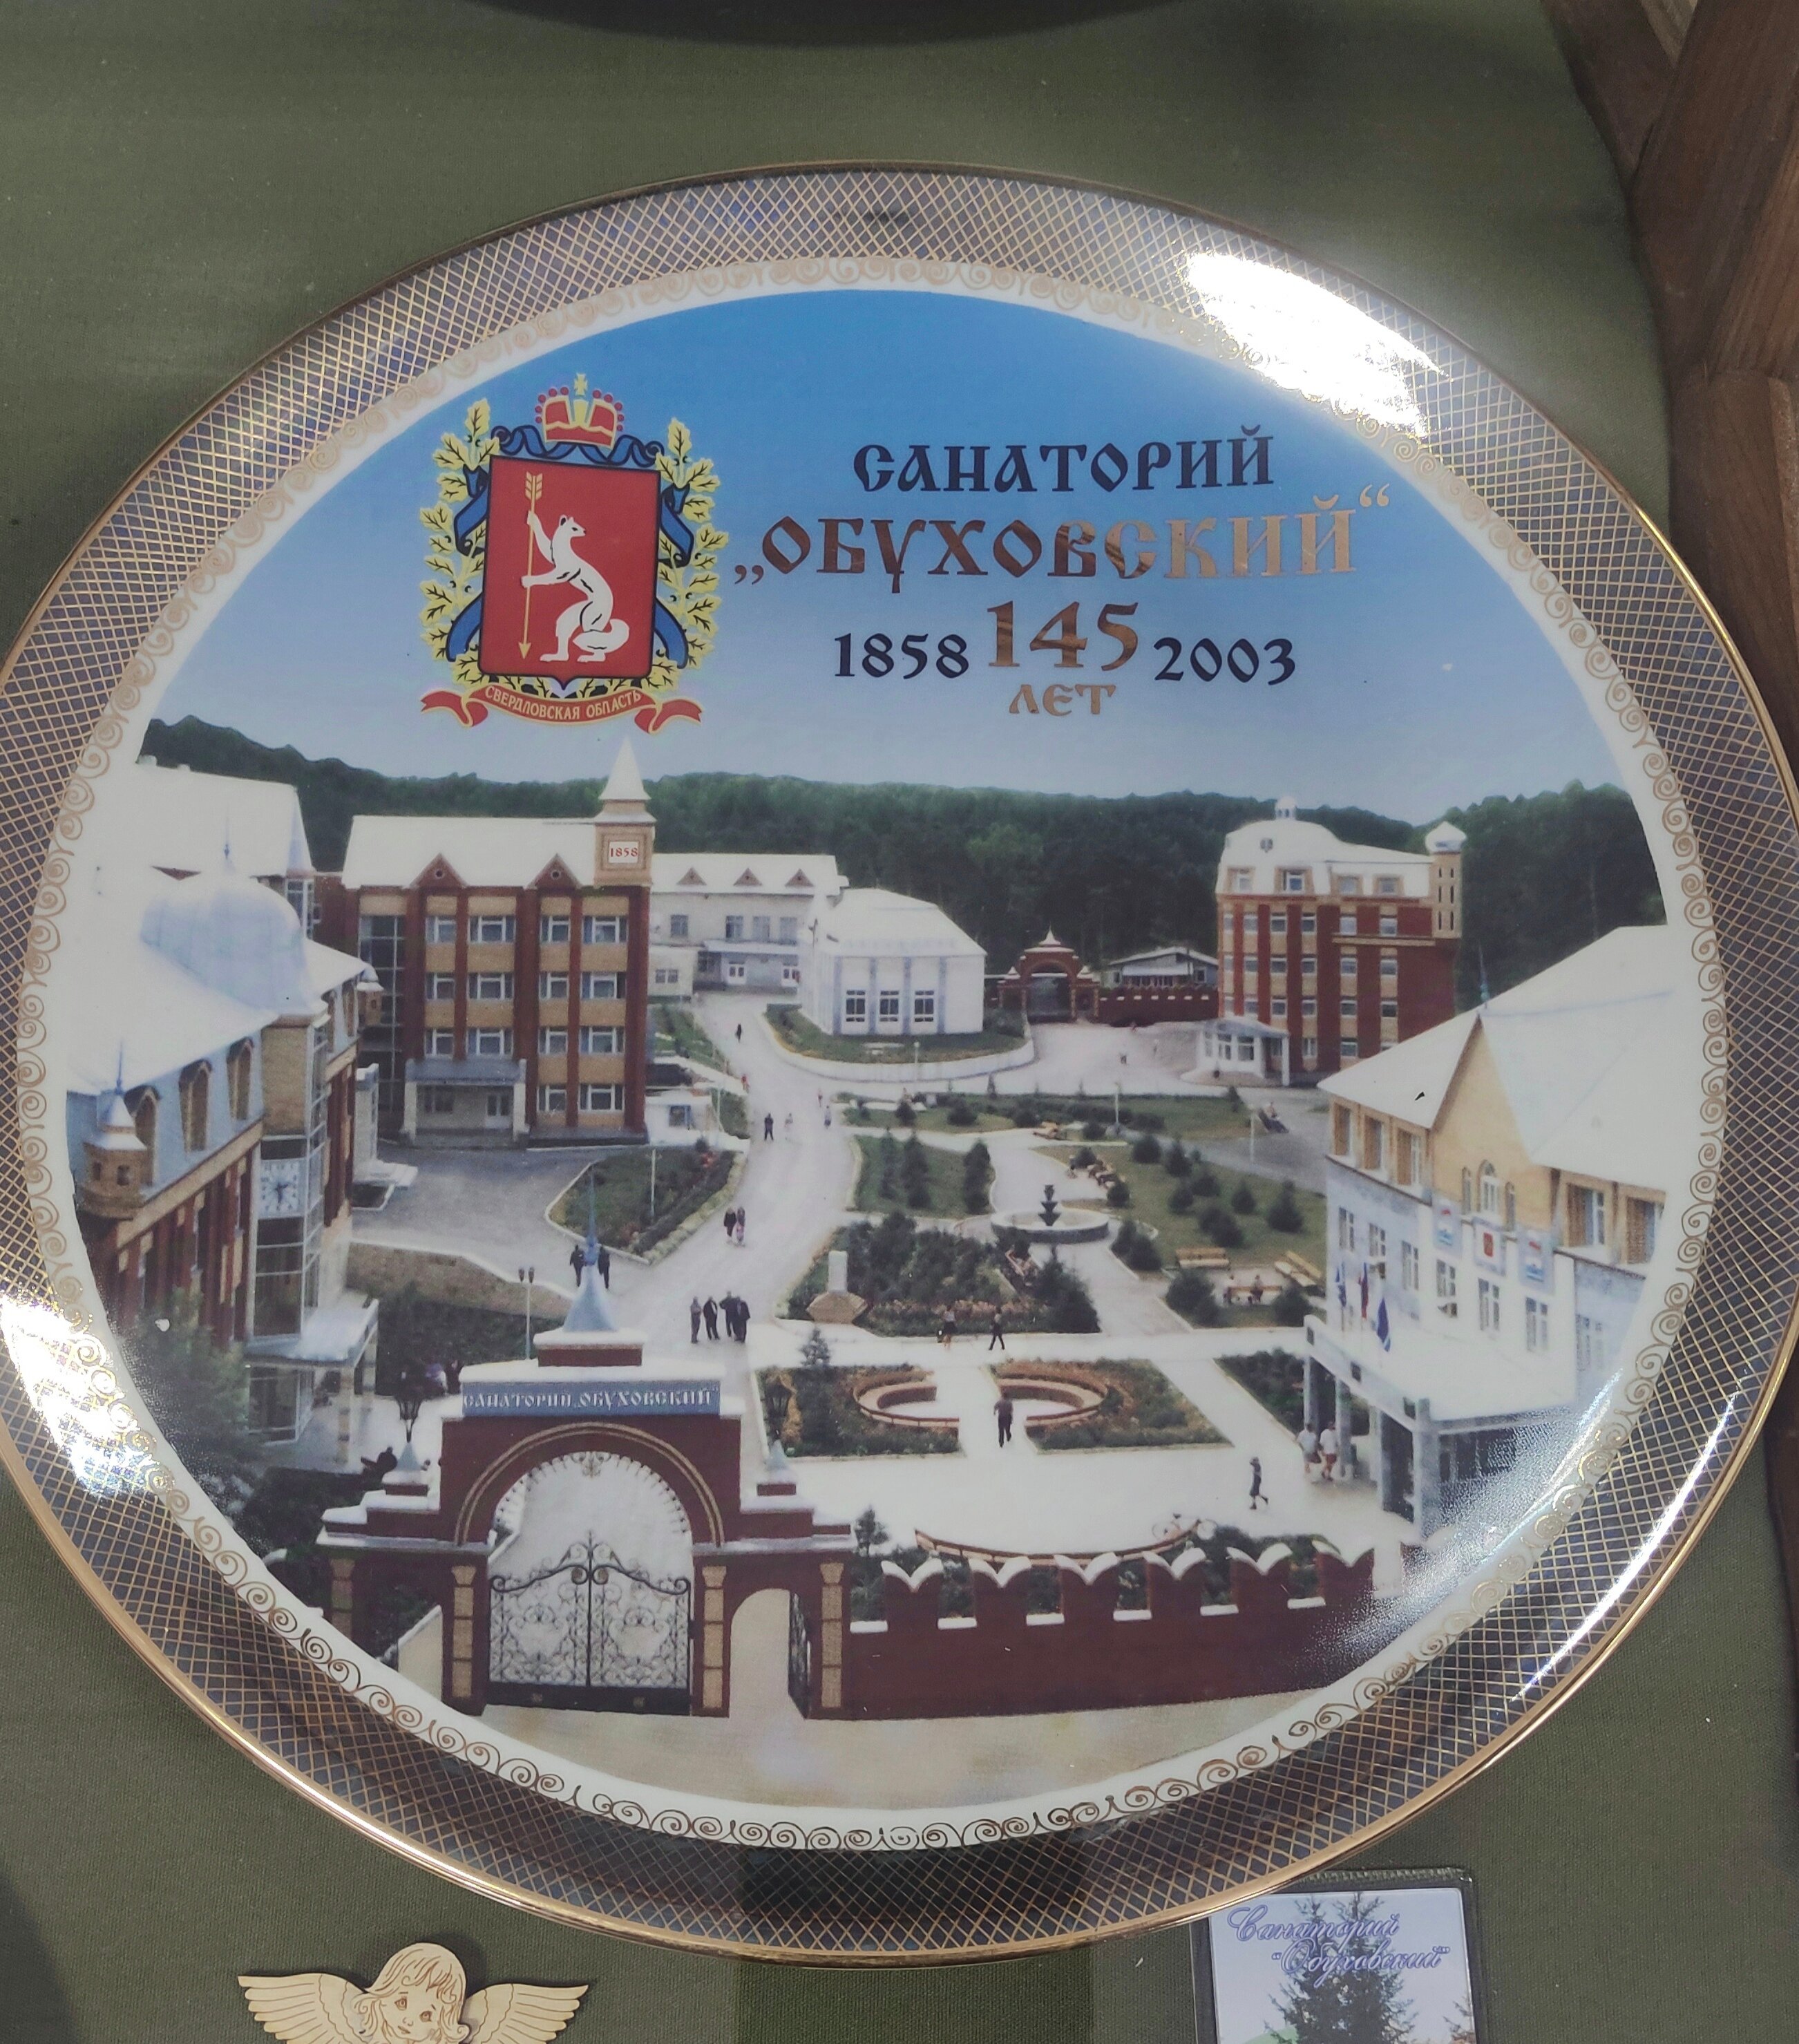 САНАТОРИЙ
„ОБУХОВСКИЙ“
1858 145 2003
ЛЕТ
СВЕРДЛОВСКАЯ ОБЛАСТЬ
1858
САНАТОРИЙ „ОБУХОВСКИЙ“
Санаторий
"Обуховский"